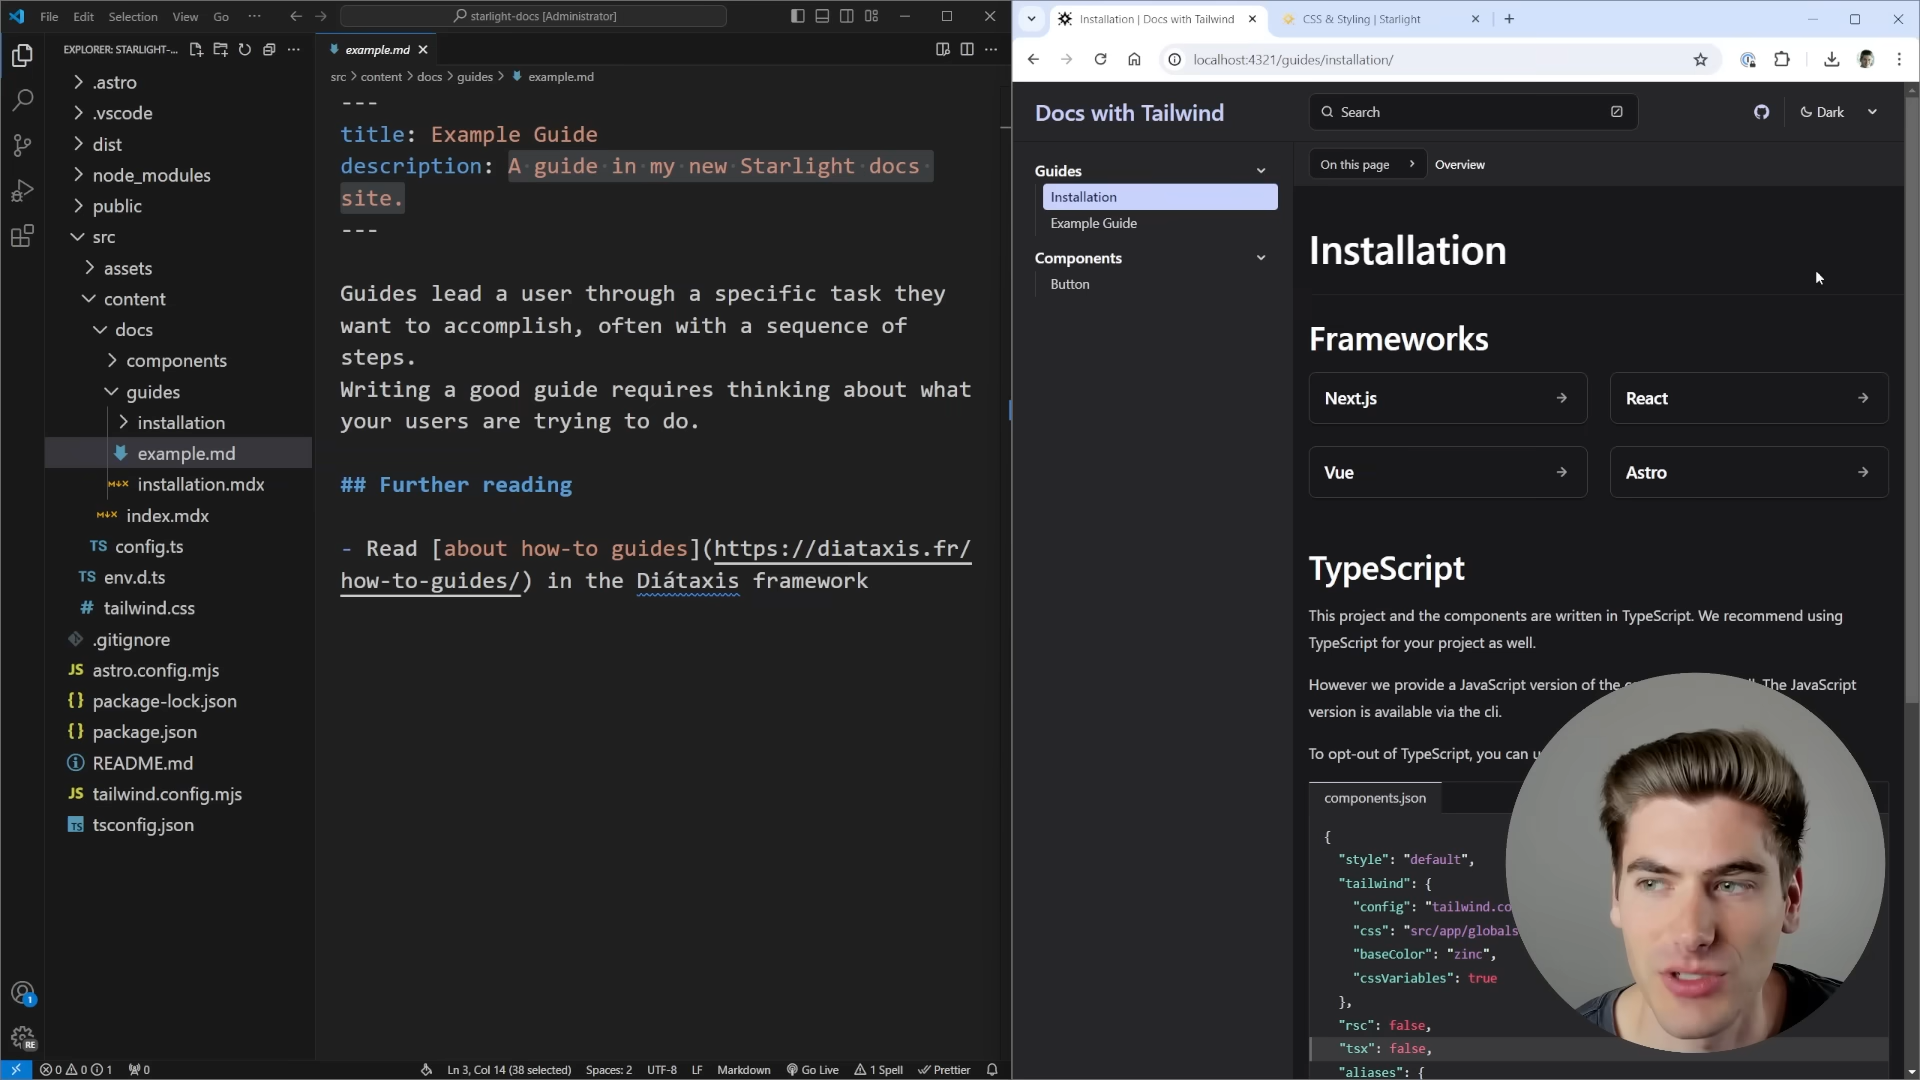 File Edit Selection View Go ···
starlight-docs [Administrator]
EXPLORER: STARLIGHT-...
.astro
.vscode
dist
node_modules
public
src
assets
content
docs
components
guides
installation
example.md
installation.mdx
index.mdx
TS config.ts
TS env.d.ts
# tailwind.css
.gitignore
JS astro.config.mjs
{} package-lock.json
{} package.json
README.md
JS tailwind.config.mjs
TS tsconfig.json
1
RE
example.md
src > content > docs > guides > example.md
---
title: Example Guide
description: A guide in my new Starlight docs
site.
---
Guides lead a user through a specific task they
want to accomplish, often with a sequence of
steps.
Writing a good guide requires thinking about what
your users are trying to do.
## Further reading
- Read [about how-to guides](https://diataxis.fr/
how-to-guides/) in the Diátaxis framework
0 0 1 0
Ln 3, Col 14 (38 selected) Spaces: 2 UTF-8 LF Markdown Go Live 1 Spell Prettier
Installation | Docs with Tailwind
CSS & Styling | Starlight
localhost:4321/guides/installation/
Docs with Tailwind
Search
Dark
Guides
Installation
Example Guide
Components
Button
On this page > Overview
Installation
Frameworks
Next.js
React
Vue
Astro
TypeScript
This project and the components are written in TypeScript. We recommend using
TypeScript for your project as well.
However we provide a JavaScript version of the The JavaScript
version is available via the cli.
To opt-out of TypeScript, you can
components.json
{
"style": "default",
"tailwind": {
"config": "tailwind.co
"css": "src/app/globals
"baseColor": "zinc",
"cssVariables": true
},
"rsc": false,
"tsx": false,
"aliases": {